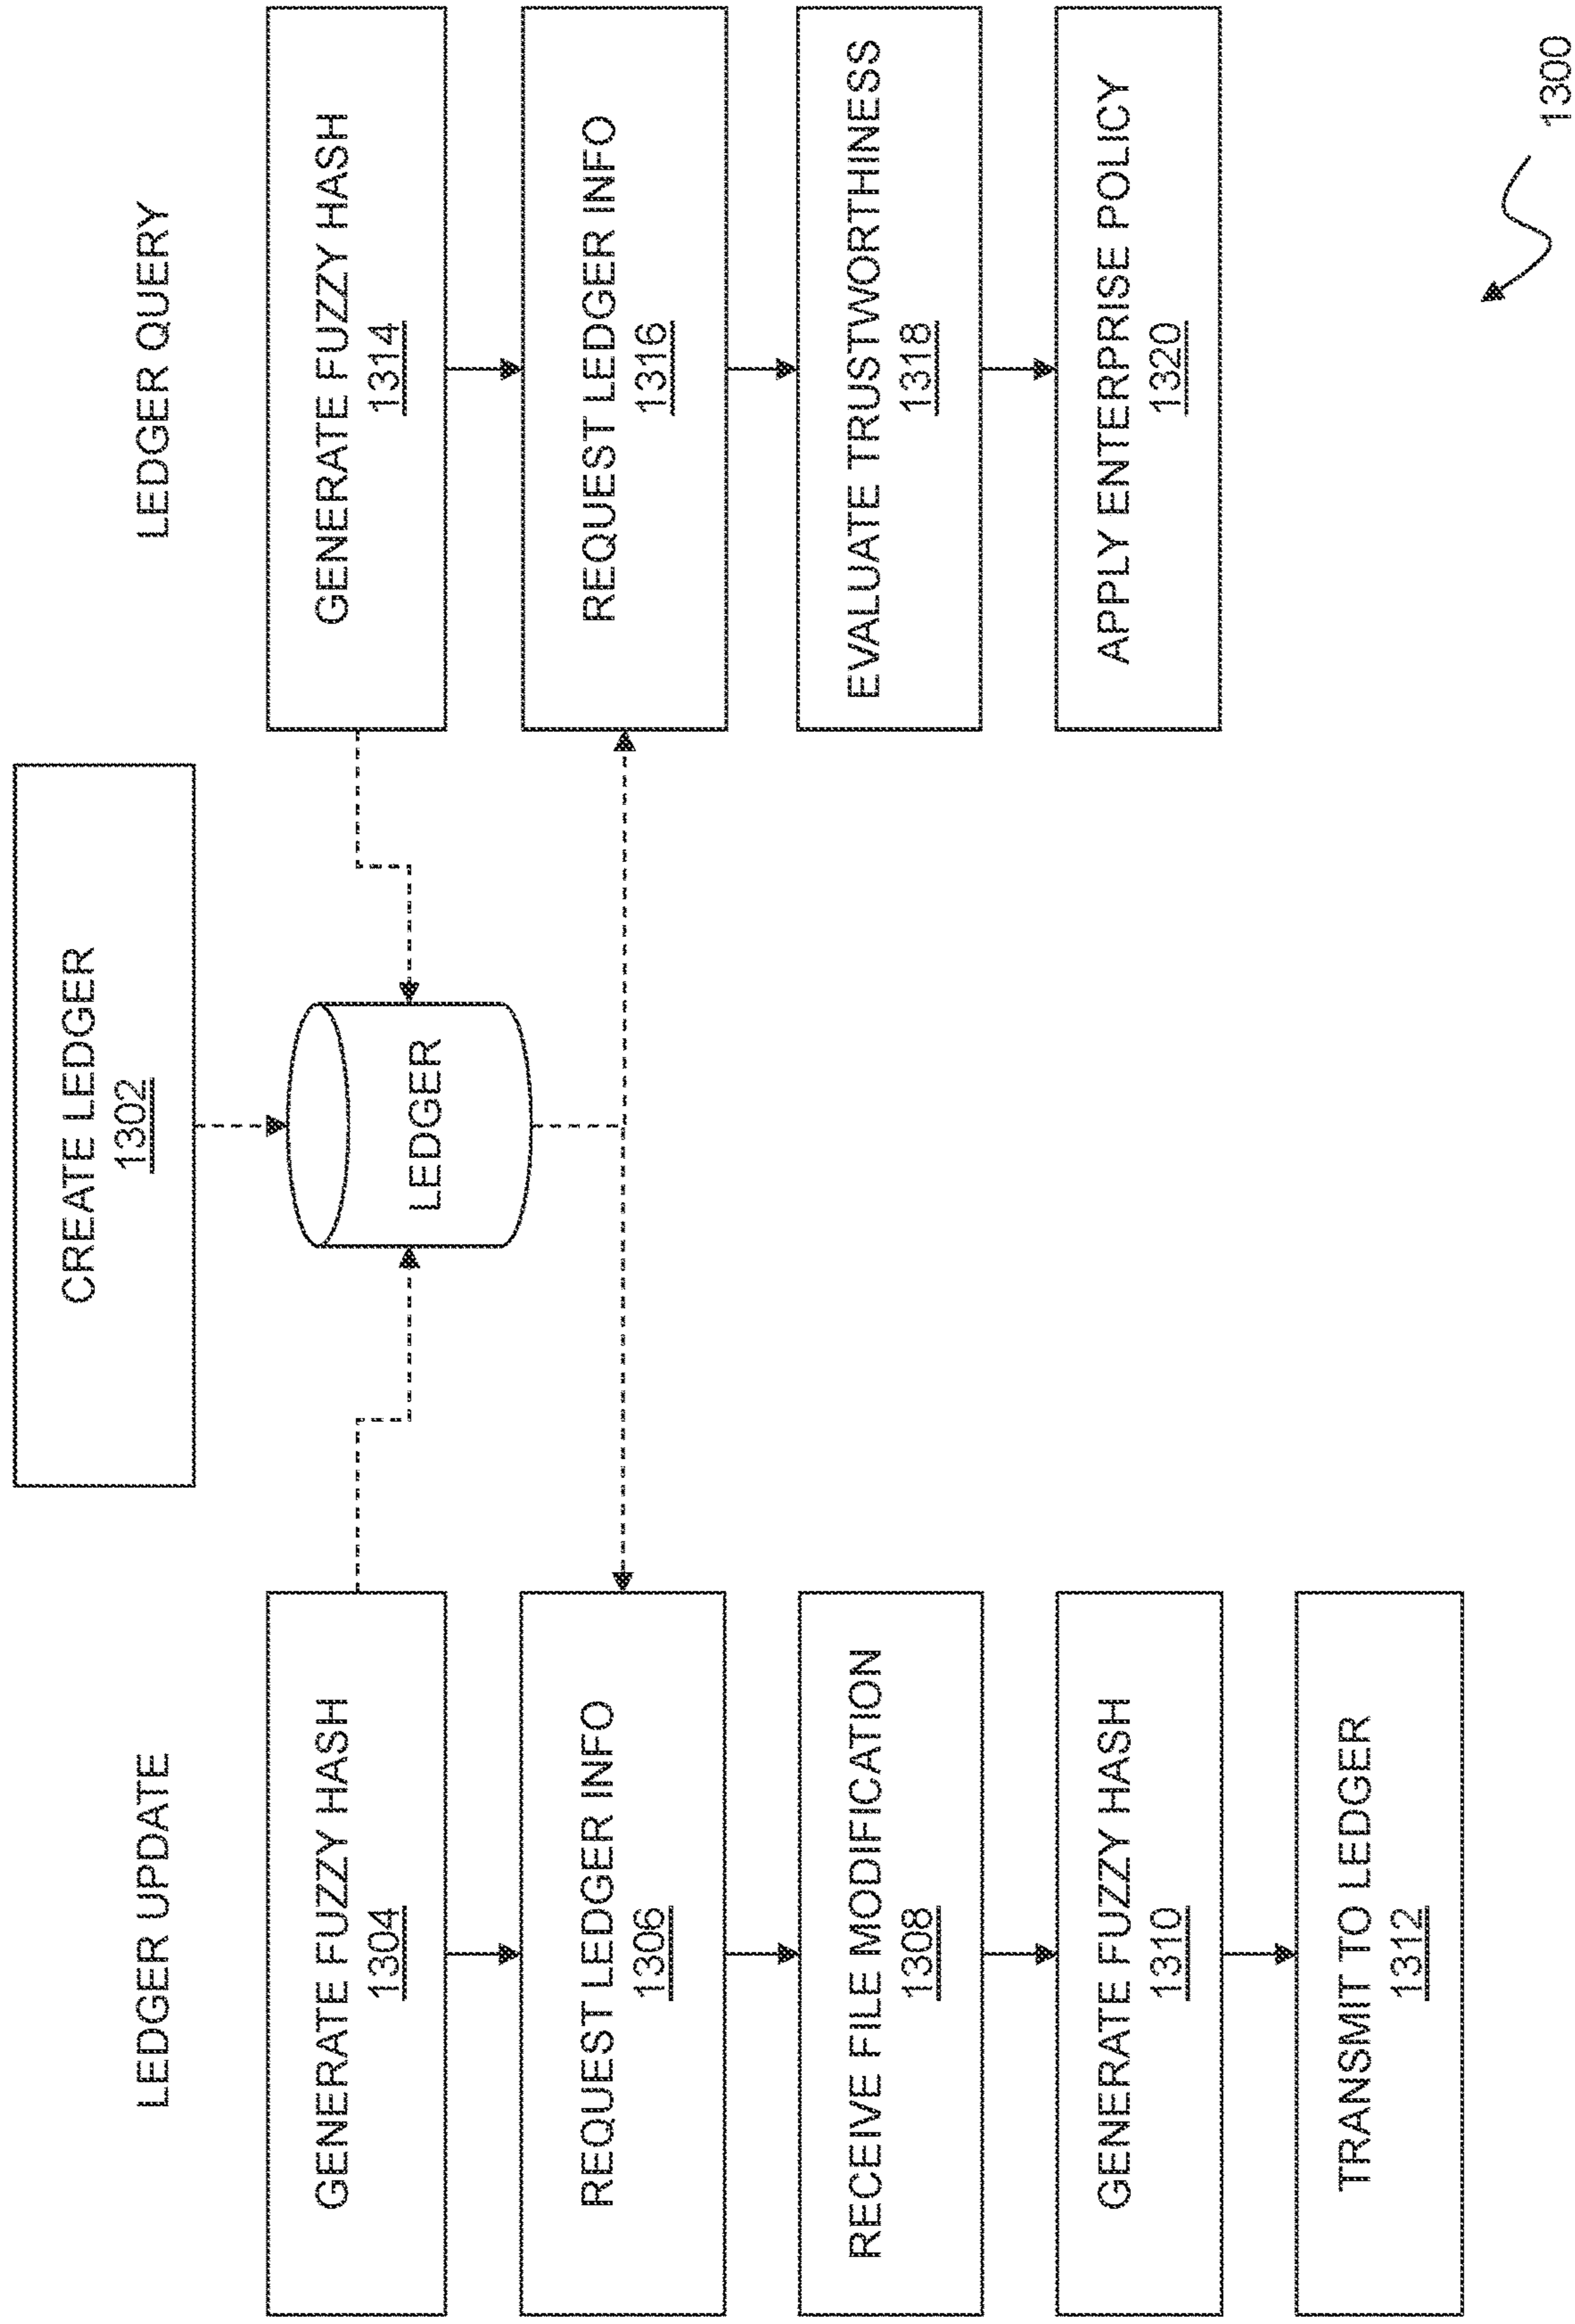 CREATE LEDGER
1302
LEDGER UPDATE
LEDGER QUERY
GENERATE FUZZY HASH
1304
LEDGER
GENERATE FUZZY HASH
1314
REQUEST LEDGER INFO
1306
REQUEST LEDGER INFO
1316
RECEIVE FILE MODIFICATION
1308
EVALUATE TRUSTWORTHINESS
1318
GENERATE FUZZY HASH
1310
APPLY ENTERPRISE POLICY
1320
TRANSMIT TO LEDGER
1312
1300